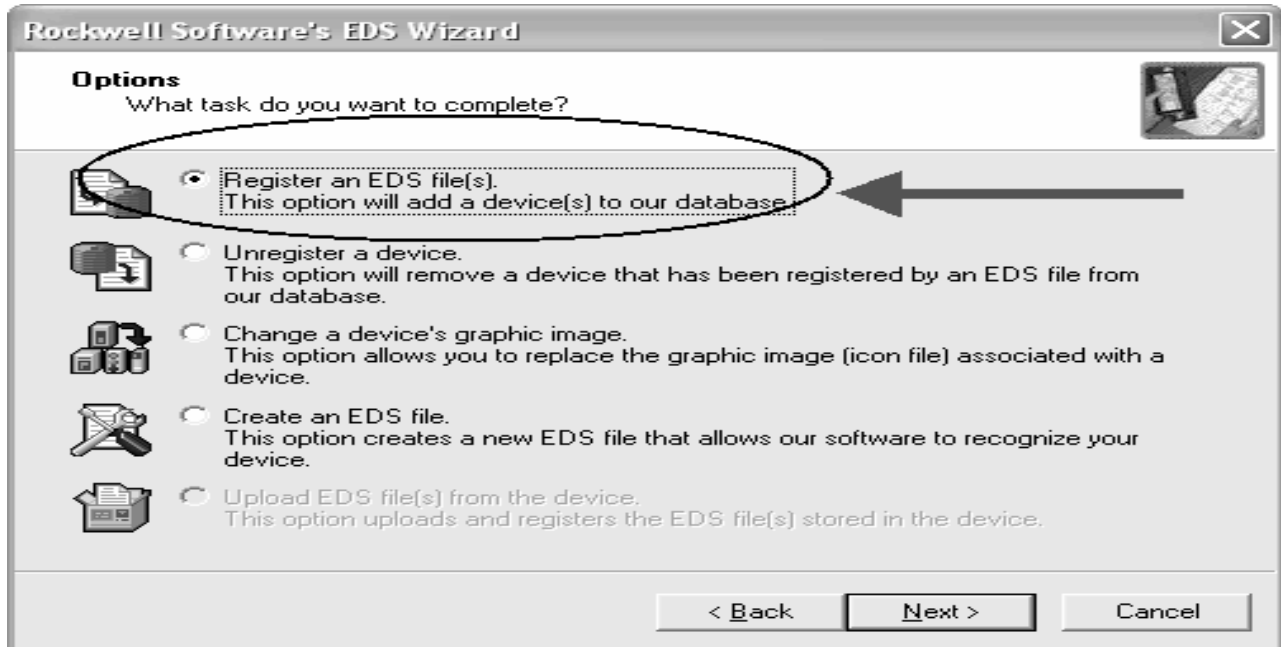 Rockwell Software's EDS Wizard
Options
What task do you want to complete?
Register an EDS file(s).
This option will add a device(s) to our database.
Unregister a device.
This option will remove a device that has been registered by an EDS file from
our database.
Change a device's graphic image.
This option allows you to replace the graphic image (icon file) associated with a
device.
Create an EDS file.
This option creates a new EDS file that allows our software to recognize your
device.
Upload EDS file(s) from the device.
This option uploads and registers the EDS file(s) stored in the device.
< Back
Next >
Cancel